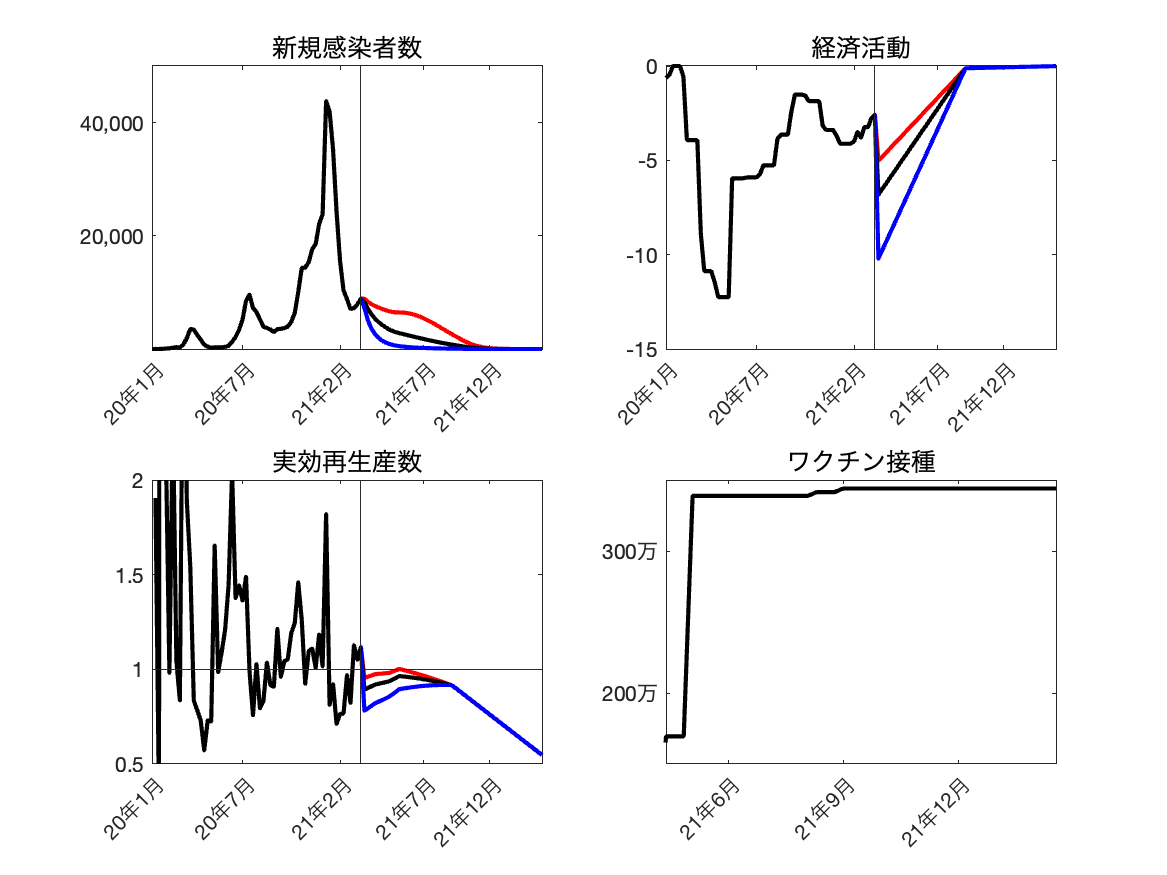 新規感染者数
40,000
20,000
20年1月
20年7月
21年2月
21年7月
21年12月
経済活動
0
-5
-10
-15
20年1月
20年7月
21年2月
21年7月
21年12月
実効再生産数
2
1.5
1
0.5
20年1月
20年7月
21年2月
21年7月
21年12月
ワクチン接種
300万
200万
21年6月
21年9月
21年12月